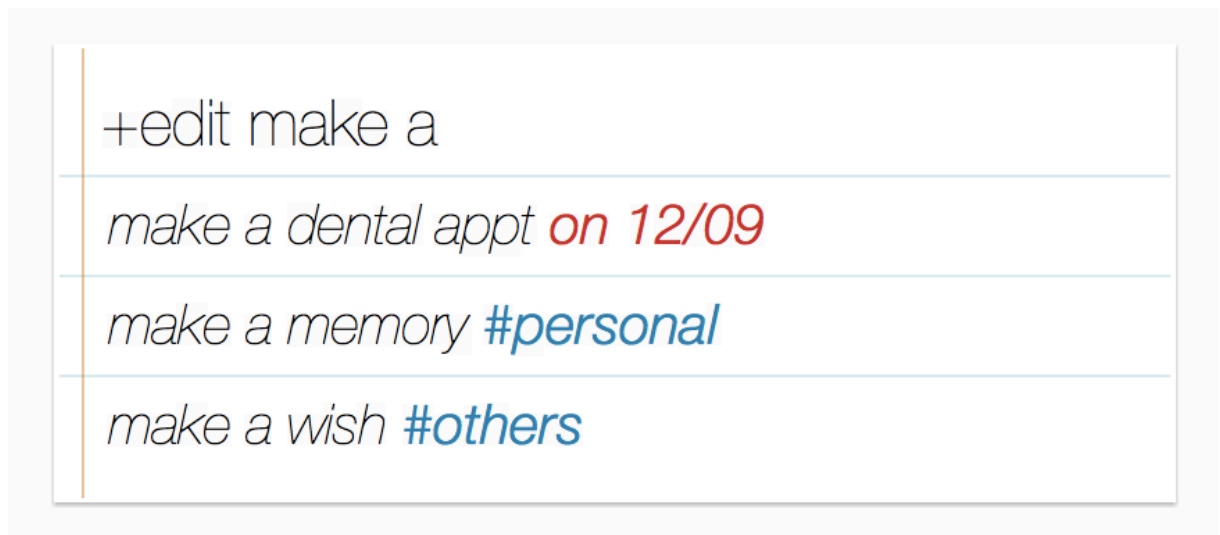 +edit make a
make a dental appt on 12/09
make a memory #personal
make a wish #others